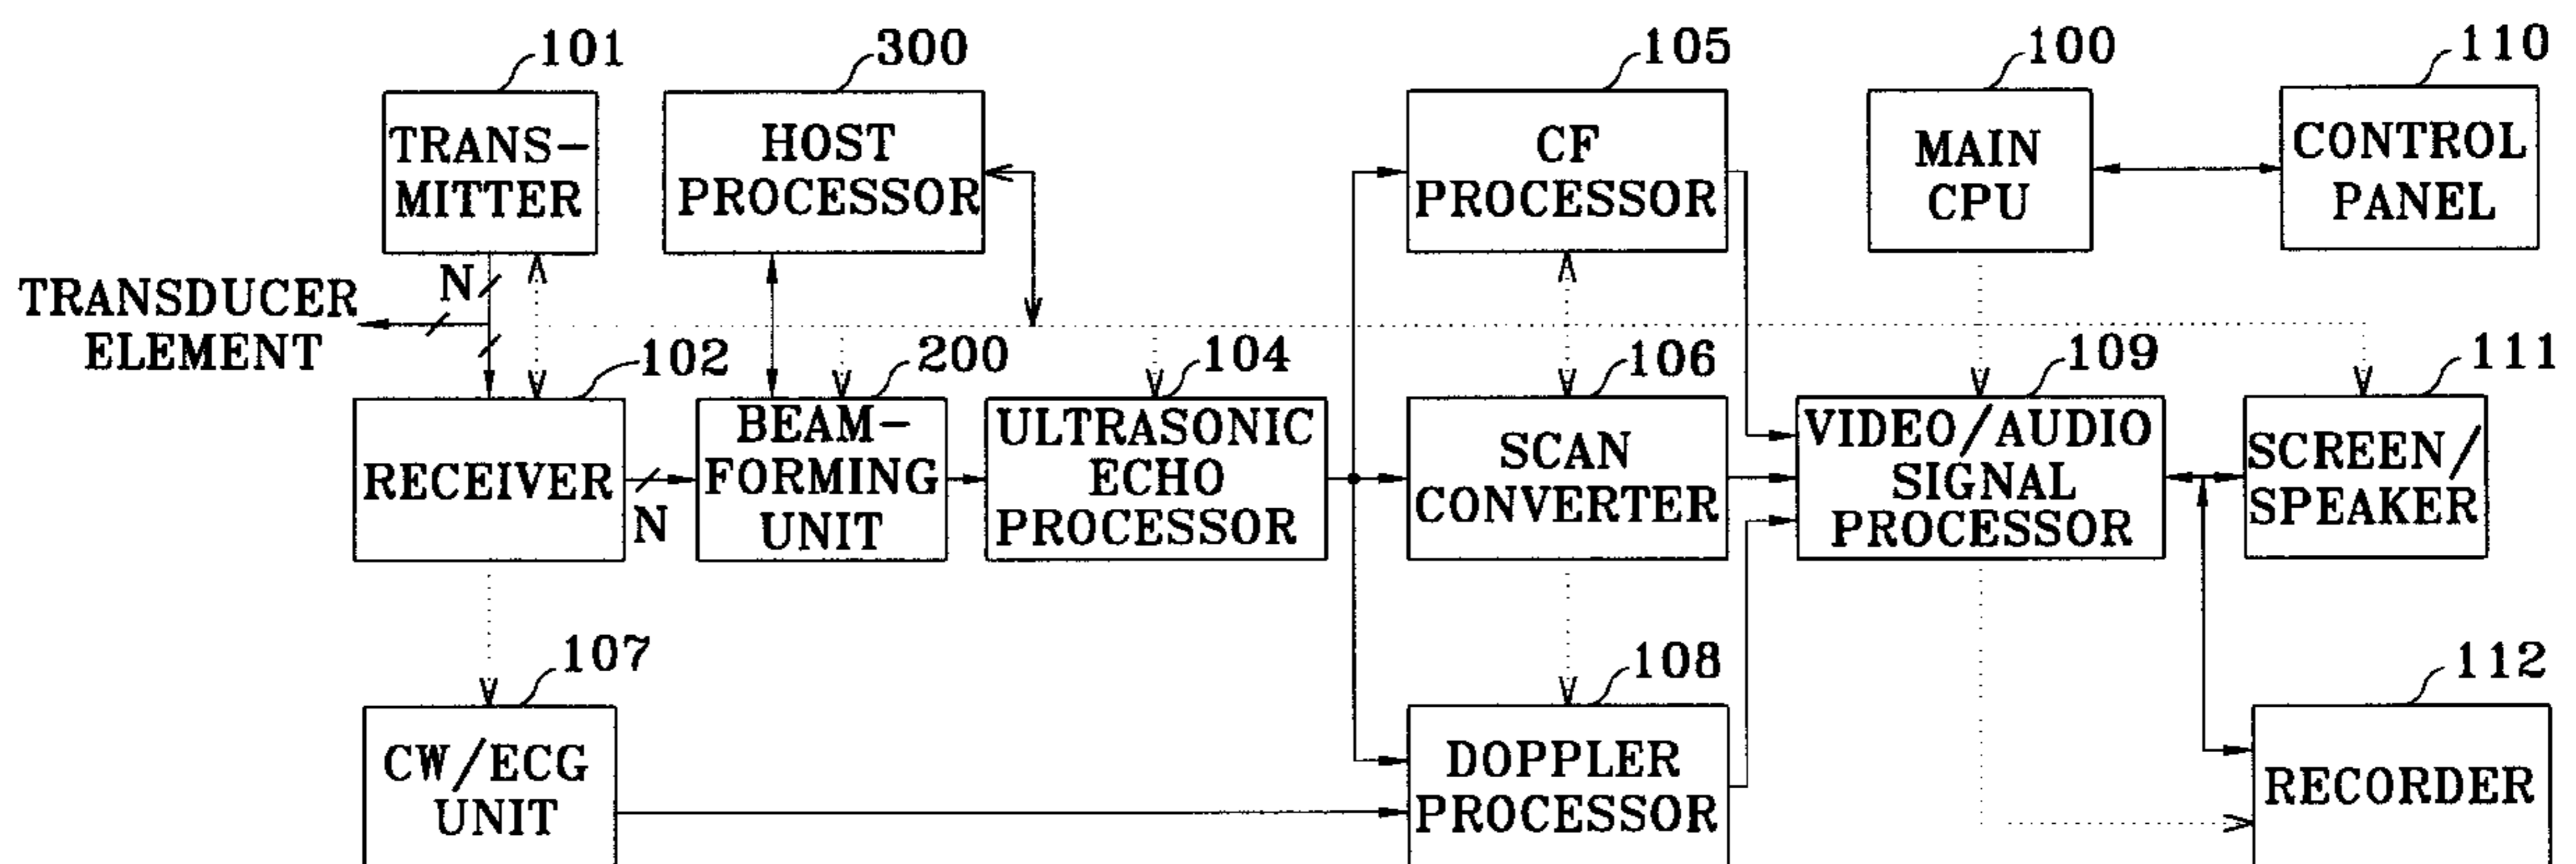 101
300
105
100
110
TRANS-
MITTER
HOST
PROCESSOR
CF
PROCESSOR
MAIN
CPU
CONTROL
PANEL
N
TRANSDUCER
ELEMENT
102
200
104
106
109
111
RECEIVER
N
BEAM-
FORMING
UNIT
ULTRASONIC
ECHO
PROCESSOR
SCAN
CONVERTER
VIDEO/AUDIO
SIGNAL
PROCESSOR
SCREEN/
SPEAKER
107
108
112
CW/ECG
UNIT
DOPPLER
PROCESSOR
RECORDER